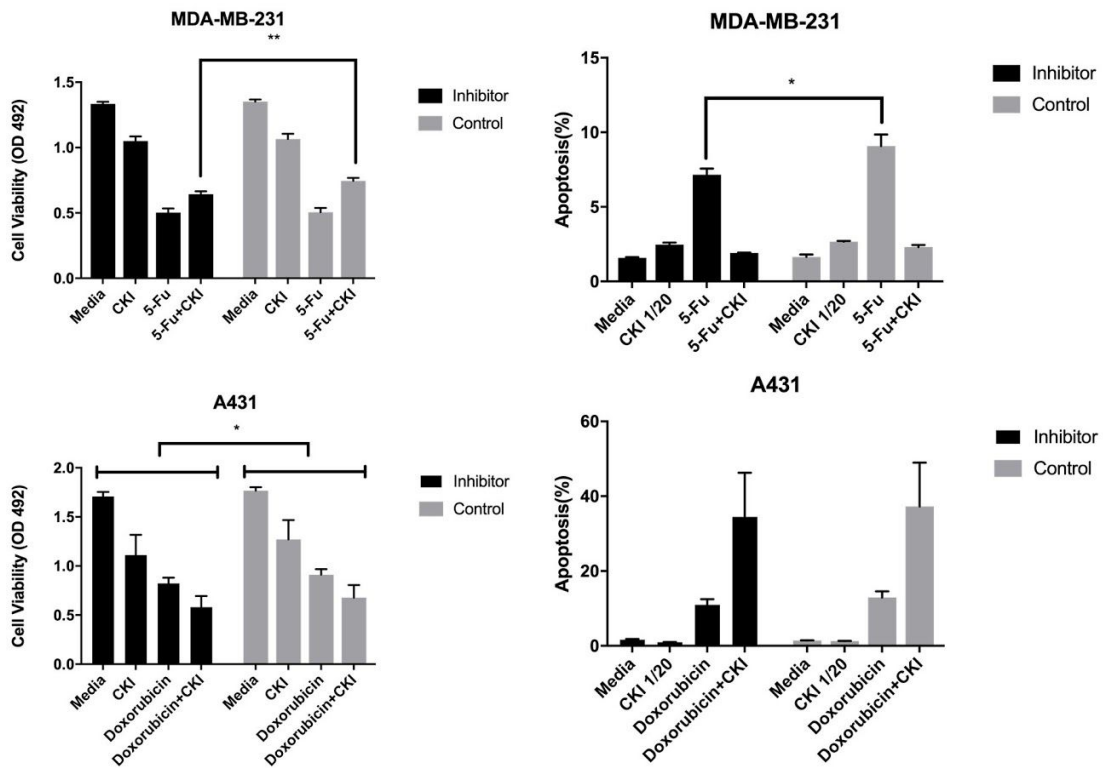 MDA-MB-231
**
Cell Viability (OD 492)
1.5
1.0
0.5
0.0
Media
CKI
5-Fu
5-Fu+CKI
Media
CKI
5-Fu
5-Fu+CKI
Inhibitor
Control
MDA-MB-231
*
Apoptosis(%)
15
10
5
0
Media
CKI 1/20
5-Fu
5-Fu+CKI
Media
CKI 1/20
5-Fu
5-Fu+CKI
Inhibitor
Control
A431
*
Cell Viability (OD 492)
2.0
1.5
1.0
0.5
0.0
Media
CKI
Doxorubicin
Doxorubicin+CKI
Media
CKI
Doxorubicin
Doxorubicin+CKI
Inhibitor
Control
A431
Apoptosis(%)
60
40
20
0
Media
CKI 1/20
Doxorubicin
Doxorubicin+CKI
Media
CKI 1/20
Doxorubicin
Doxorubicin+CKI
Inhibitor
Control